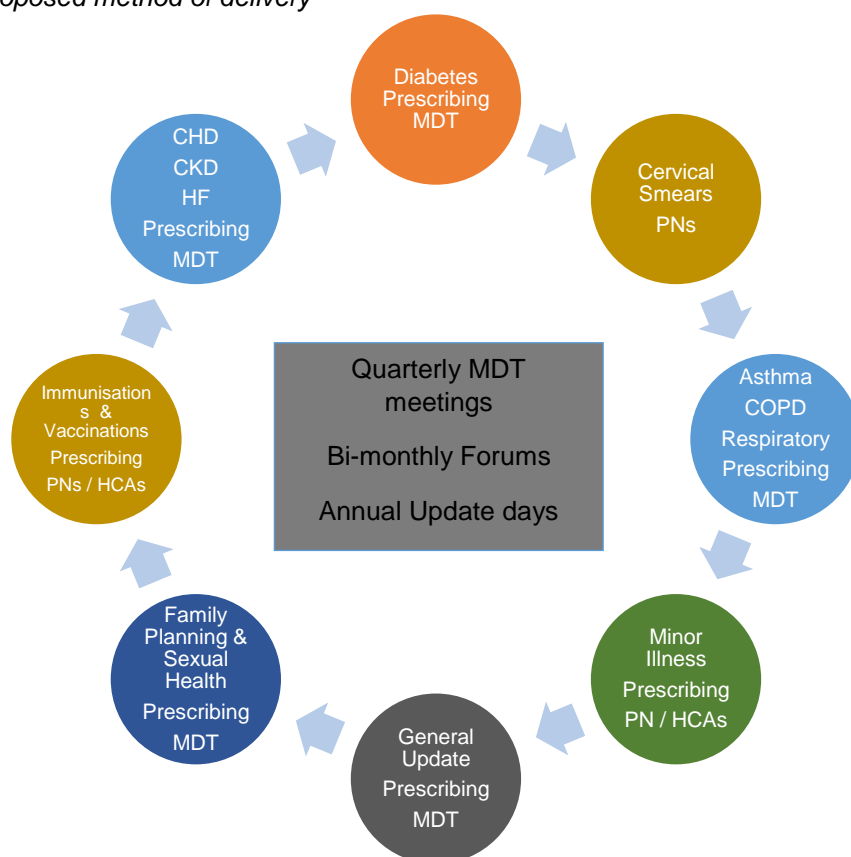 oposed method of delivery
Diabetes
Prescribing
MDT
Cervical
Smears
PNs
Asthma
COPD
Respiratory
Prescribing
MDT
Minor
Illness
Prescribing
PN / HCAs
General
Update
Prescribing
MDT
Family
Planning &
Sexual
Health
Prescribing
MDT
Immunisation
s &
Vaccinations
Prescribing
PNs / HCAs
CHD
CKD
HF
Prescribing
MDT
Quarterly MDT
meetings
Bi-monthly Forums
Annual Update days